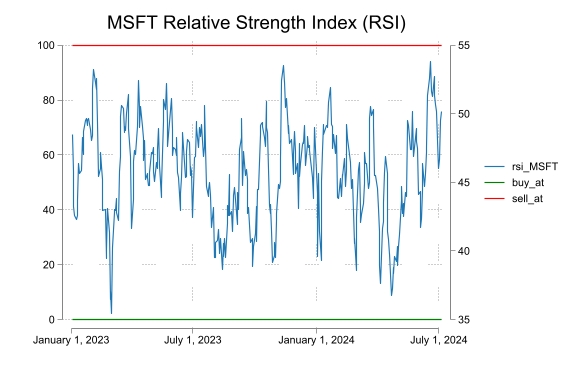 MSFT Relative Strength Index (RSI)
100
80
60
40
20
0
55
50
45
40
35
January 1, 2023
July 1, 2023
January 1, 2024
July 1, 2024
rsi_MSFT
buy_at
sell_at